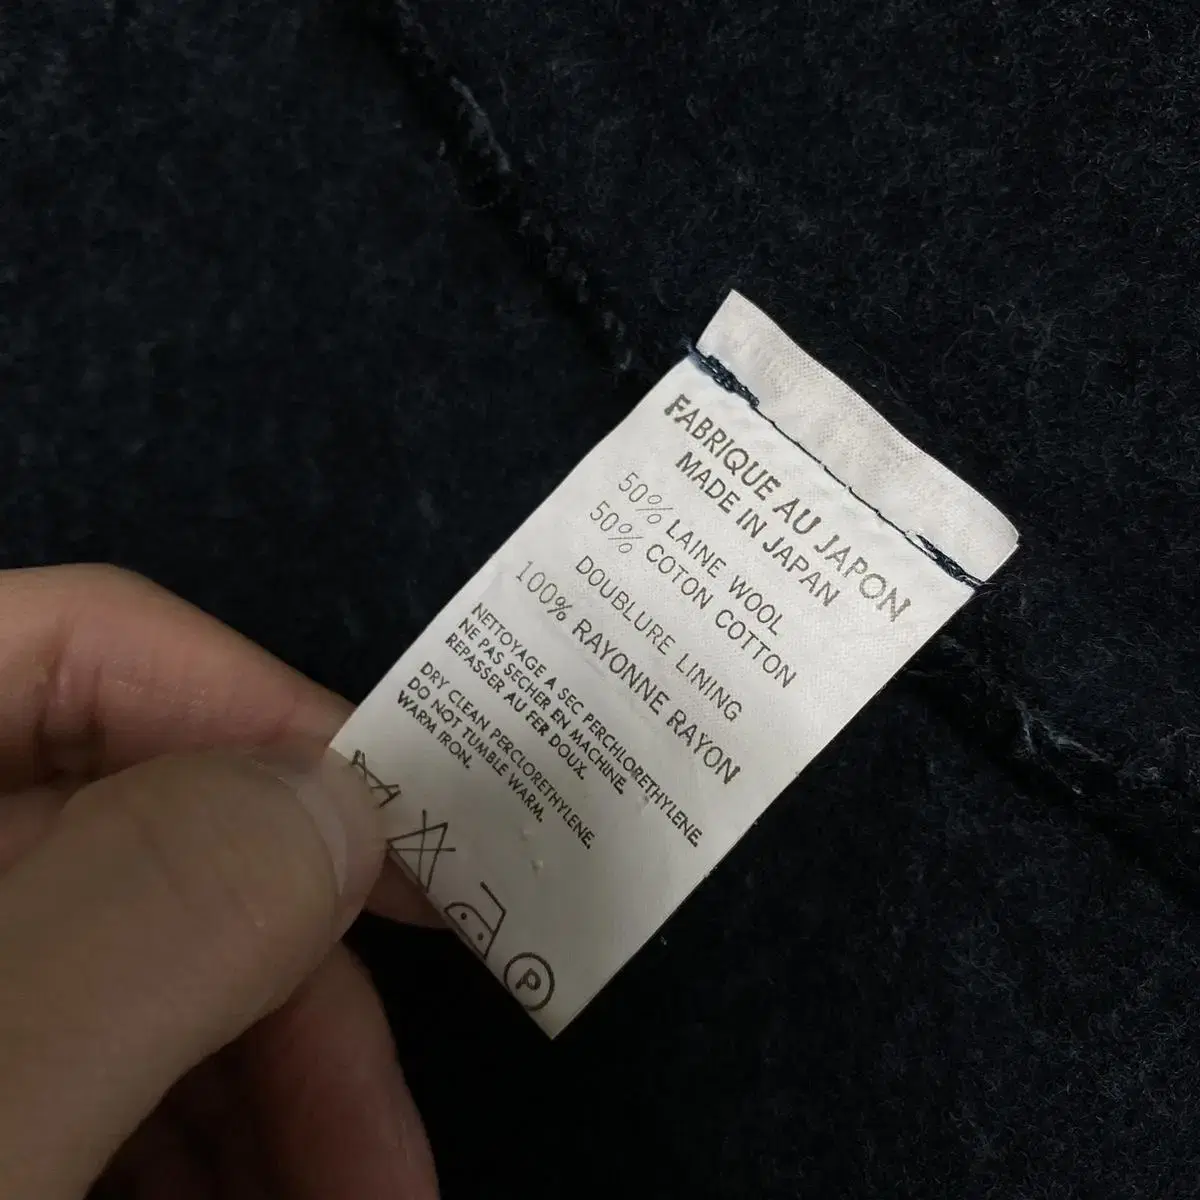 FABRIQUE AU JAPON
MADE IN JAPAN
50% LAINE WOOL
50% COTON COTTON
DOUBLURE LINING
100% RAYONNE RAYON
NETTOYAGE A SEC PERCHLORETHYLENE.
NE PAS SECHER EN MACHINE.
REPASSER AU FER DOUX.
DRY CLEAN PERCLORETHYLENE.
DO NOT TUMBLE WARM.
WARM IRON.
P